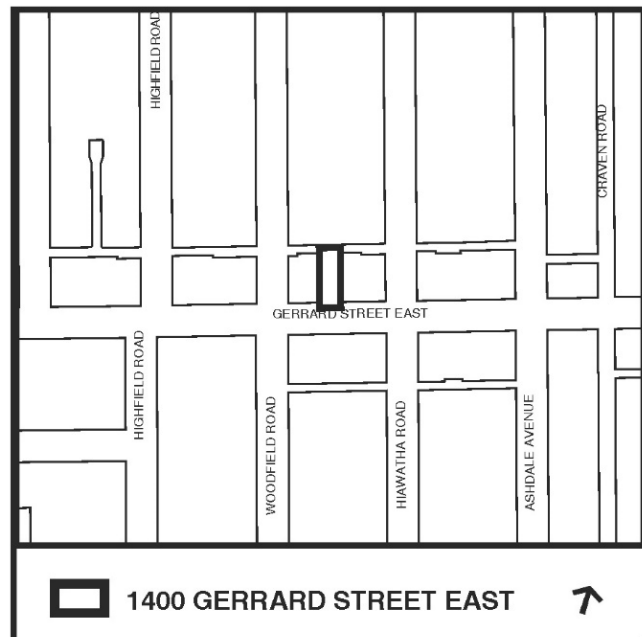 HIGHFIELD ROAD
CRAVEN ROAD
GERRARD STREET EAST
HIGHFIELD ROAD
WOODFIELD ROAD
HIAWATHA ROAD
ASHDALE AVENUE
1400 GERRARD STREET EAST